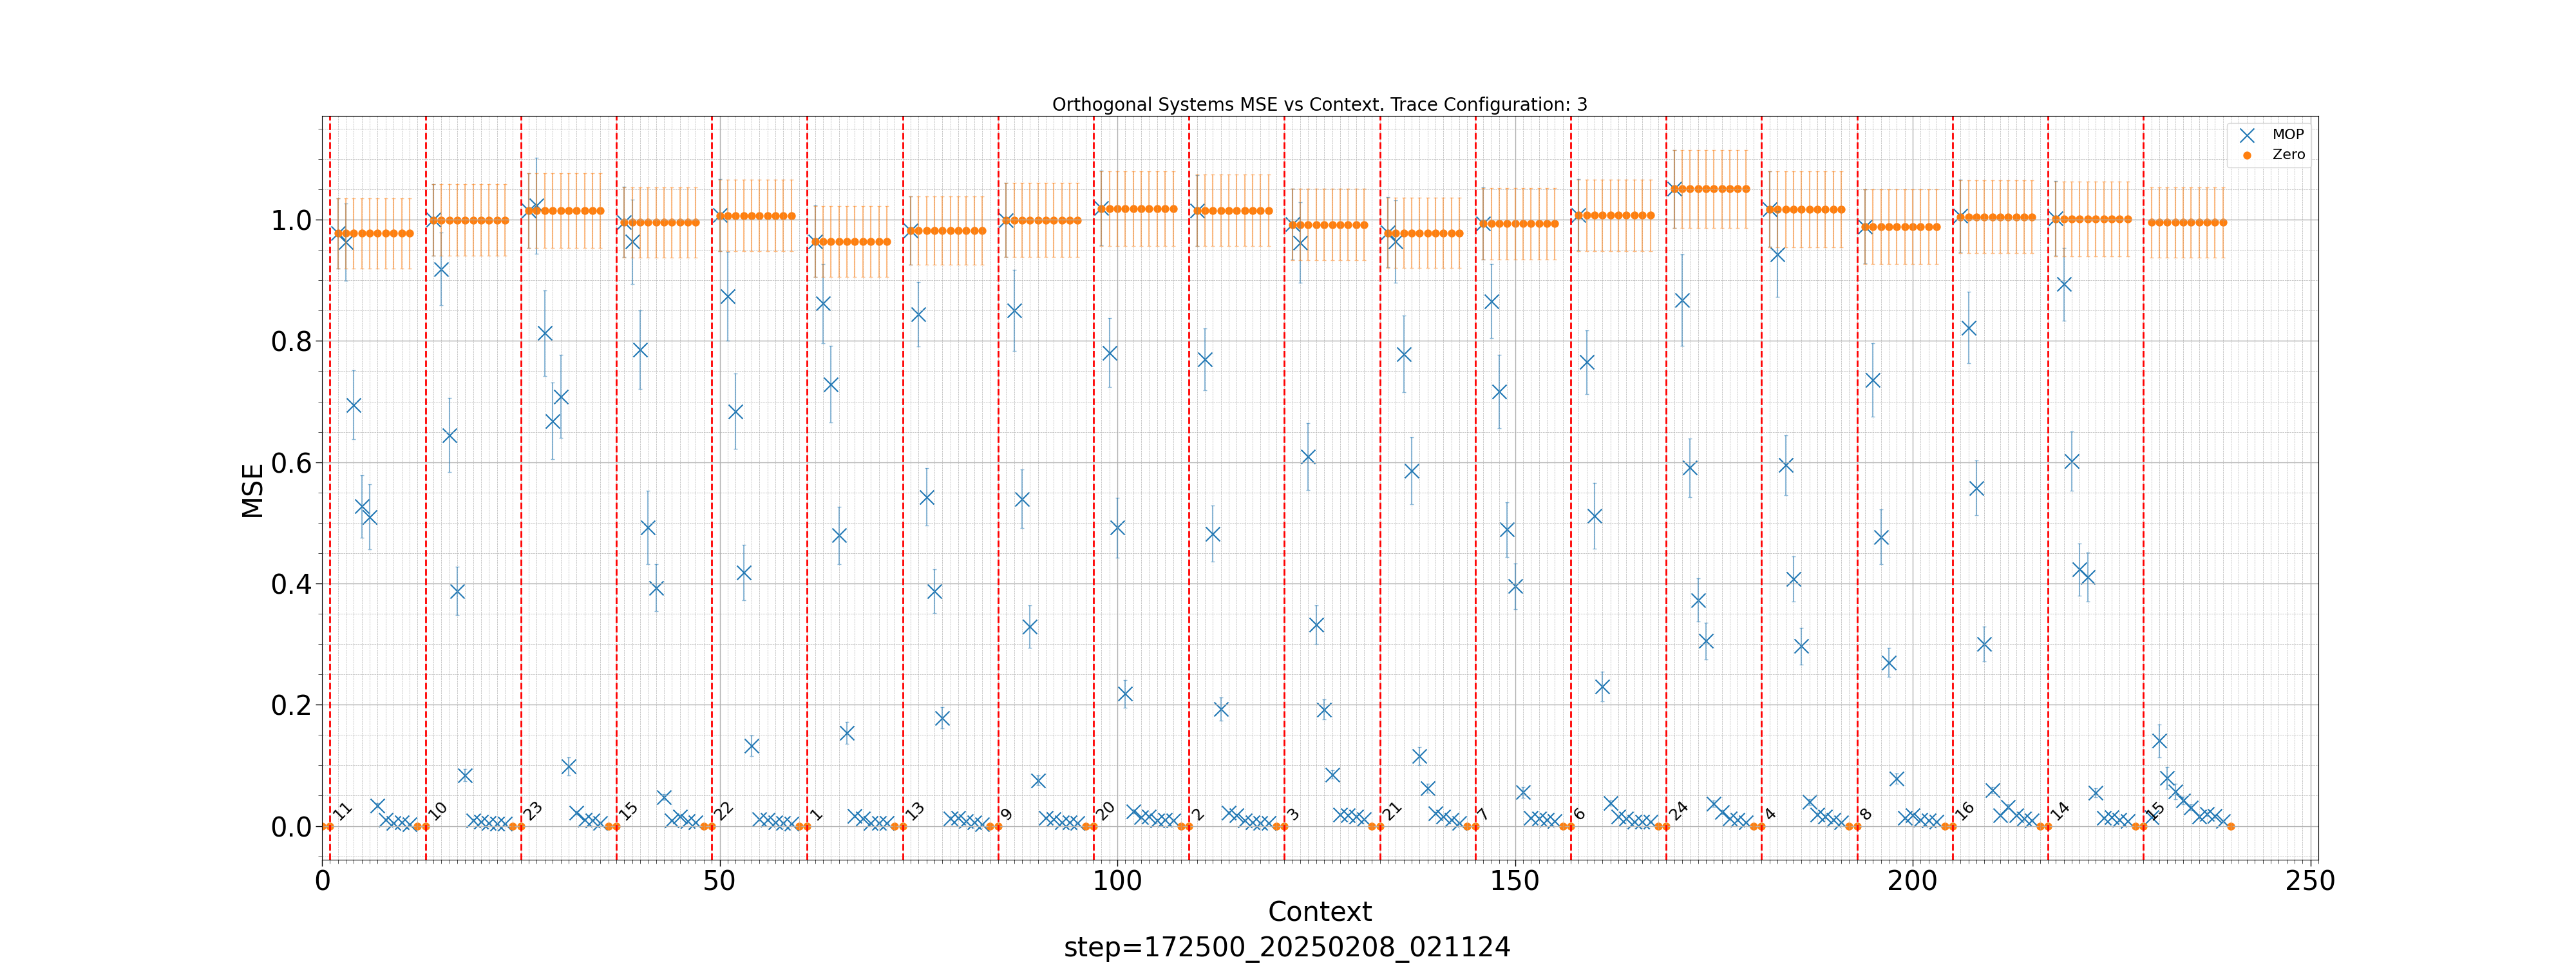 Orthogonal Systems MSE vs Context. Trace Configuration: 3
MOP
Zero
MSE
1.0
0.8
0.6
0.4
0.2
0.0
11 10 23 15 22 1 13 9 20 2 3 21 7 6 24 4 8 16 14 15
0 50 100 150 200 250
Context
step=172500_20250208_021124